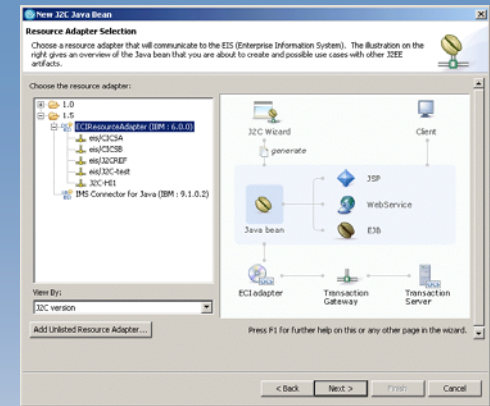 New J2C Java Bean
Resource Adapter Selection
Choose a resource adapter that will communicate to the EIS (Enterprise Information System). The illustration on the
right gives an overview of the Java bean that you are about to create and possible use cases with other J2EE
artifacts.
Choose the resource adapter:
1.0
1.5
ECIResourceAdapter (IBM : 6.0.0)
eis/CICSA
eis/CICSB
eis/J2CREF
eis/J2C-test
J2C-HI1
IMS Connector for Java (IBM : 9.1.0.2)
View By:
J2C version
Add Unlisted Resource Adapter...
J2C Wizard
Client
generate
JSP
WebService
Java bean
EJB
ECI adapter
Transaction
Gateway
Transaction
Server
Press F1 for further help on this or any other page in the wizard.
< Back
Next >
Finish
Cancel